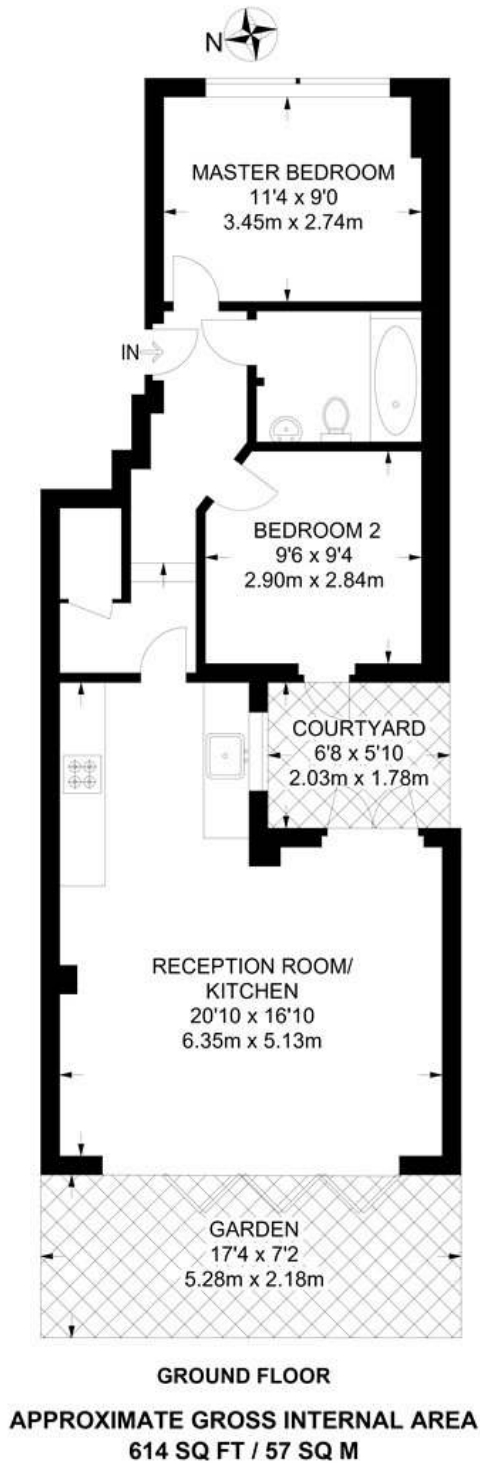 N
MASTER BEDROOM
11'4 x 9'0
3.45m x 2.74m
IN
BEDROOM 2
9'6 x 9'4
2.90m x 2.84m
COURTYARD
6'8 x 5'10
2.03m x 1.78m
RECEPTION ROOM/
KITCHEN
20'10 x 16'10
6.35m x 5.13m
GARDEN
17'4 x 7'2
5.28m x 2.18m
GROUND FLOOR
APPROXIMATE GROSS INTERNAL AREA
614 SQ FT / 57 SQ M